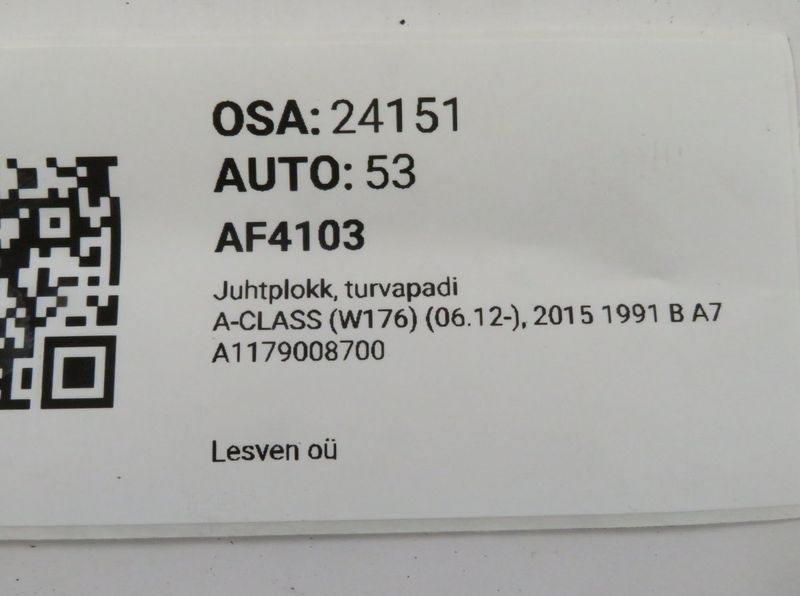 OSA: 24151
AUTO: 53
AF4103
Juhtplokk, turvapadi
A-CLASS (W176) (06.12-), 2015 1991 B A7
A1179008700
Lesven oü